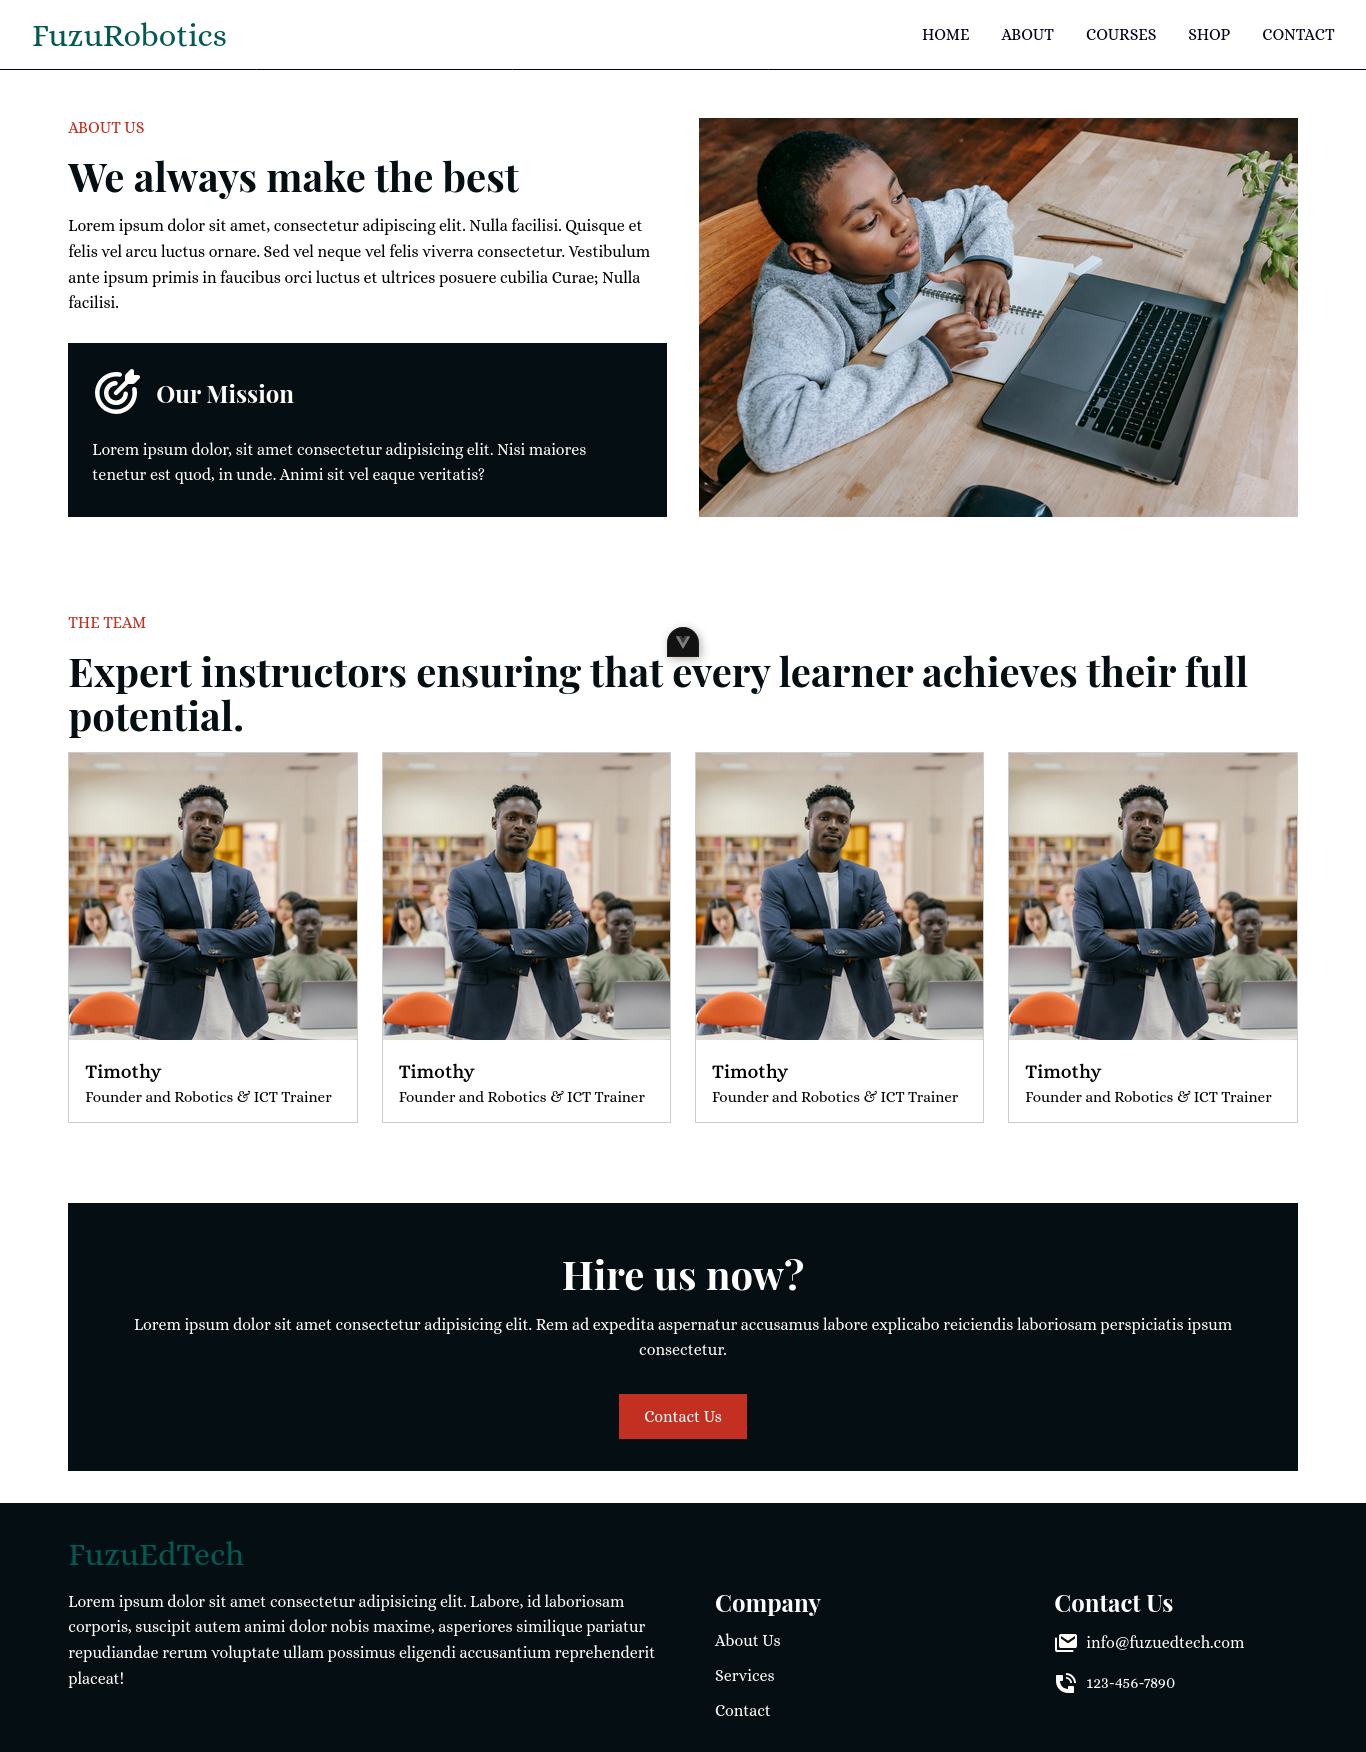 FuzuRobotics
HOME ABOUT COURSES SHOP CONTACT
ABOUT US
We always make the best
Lorem ipsum dolor sit amet, consectetur adipiscing elit. Nulla facilisi. Quisque et
felis vel arcu luctus ornare. Sed vel neque vel felis viverra consectetur. Vestibulum
ante ipsum primis in faucibus orci luctus et ultrices posuere cubilia Curae; Nulla
facilisi.
Our Mission
Lorem ipsum dolor, sit amet consectetur adipisicing elit. Nisi maiores
tenetur est quod, in unde. Animi sit vel eaque veritatis?
THE TEAM
Expert instructors ensuring that every learner achieves their full
potential.
Timothy
Founder and Robotics & ICT Trainer
Timothy
Founder and Robotics & ICT Trainer
Timothy
Founder and Robotics & ICT Trainer
Timothy
Founder and Robotics & ICT Trainer
Hire us now?
Lorem ipsum dolor sit amet consectetur adipisicing elit. Rem ad expedita aspernatur accusamus labore explicabo reiciendis laboriosam perspiciatis ipsum
consectetur.
Contact Us
FuzuEdTech
Lorem ipsum dolor sit amet consectetur adipisicing elit. Labore, id laboriosam
corporis, suscipit autem animi dolor nobis maxime, asperiores similique pariatur
repudiandae rerum voluptate ullam possimus eligendi accusantium reprehenderit
placeat!
Company
About Us
Services
Contact
Contact Us
info@fuzuedtech.com
123-456-7890